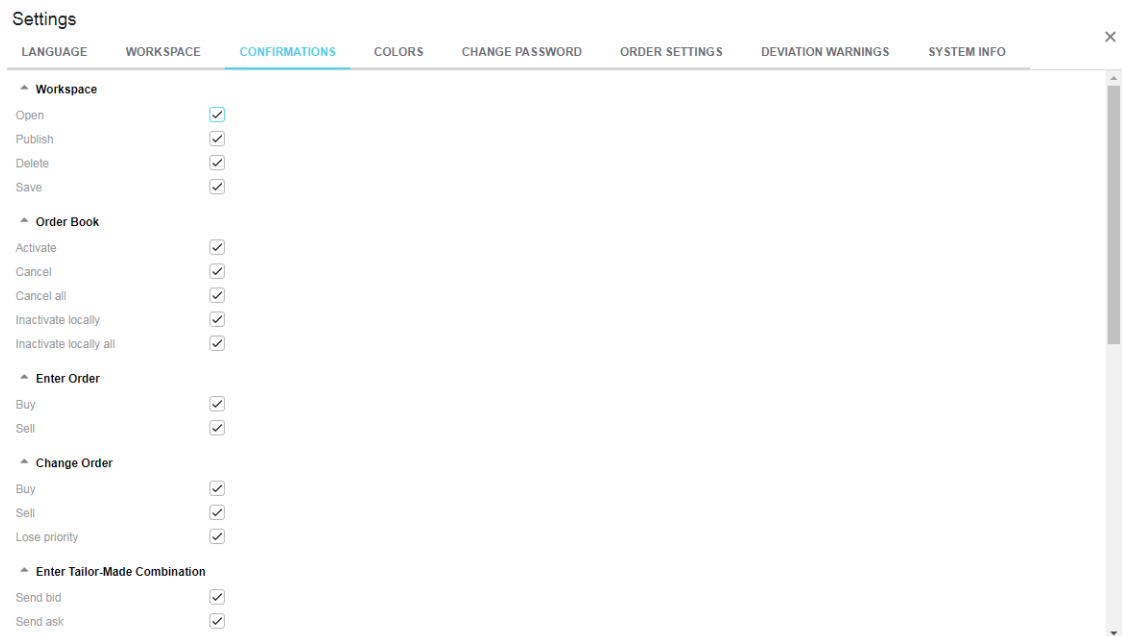 Settings
LANGUAGE WORKSPACE CONFIRMATIONS COLORS CHANGE PASSWORD ORDER SETTINGS DEVIATION WARNINGS SYSTEM INFO
Workspace
Open
Publish
Delete
Save
Order Book
Activate
Cancel
Cancel all
Inactivate locally
Inactivate locally all
Enter Order
Buy
Sell
Change Order
Buy
Sell
Lose priority
Enter Tailor-Made Combination
Send bid
Send ask